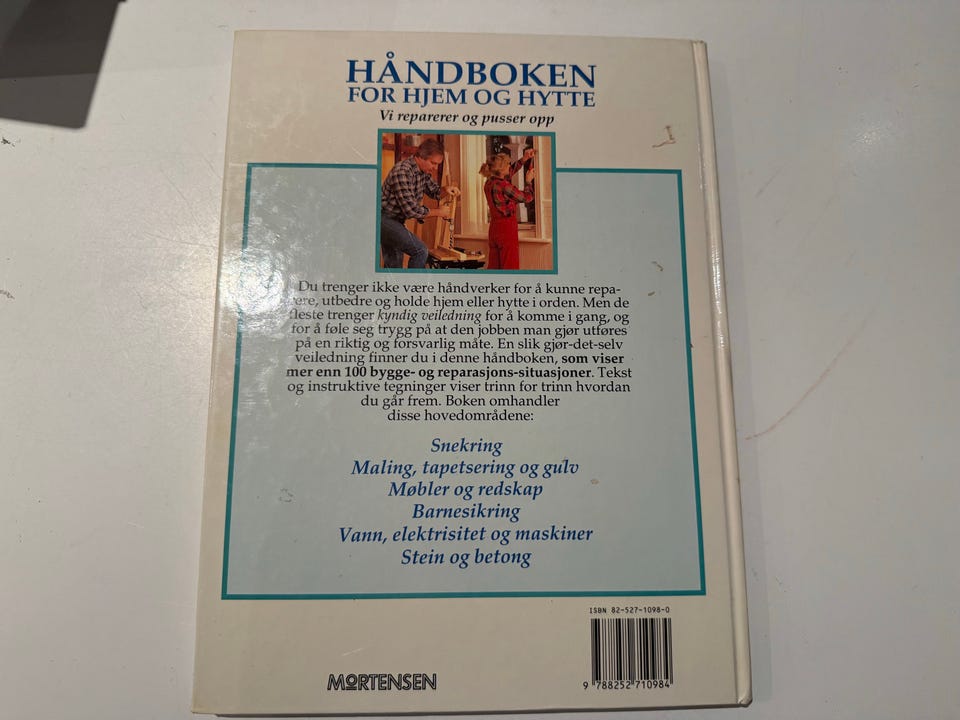 HÅNDBOKEN
FOR HJEM OG HYTTE
Vi reparerer og pusser opp
Du trenger ikke være håndverker for å kunne repa-
rere, utbedre og holde hjem eller hytte i orden. Men de
fleste trenger kyndig veiledning for å komme i gang, og
for å føle seg trygg på at den jobben man gjør utføres
på en riktig og forsvarlig måte. En slik gjør-det-selv
veiledning finner du i denne håndboken, som viser
mer enn 100 bygge- og reparasjons-situasjoner. Tekst
og instruktive tegninger viser trinn for trinn hvordan
du går frem. Boken omhandler
disse hovedområdene:
Snekring
Maling, tapetsering og gulv
Møbler og redskap
Barnesikring
Vann, elektrisitet og maskiner
Stein og betong
ISBN 82-527-1098-0
9 788252 710984
MORTENSEN